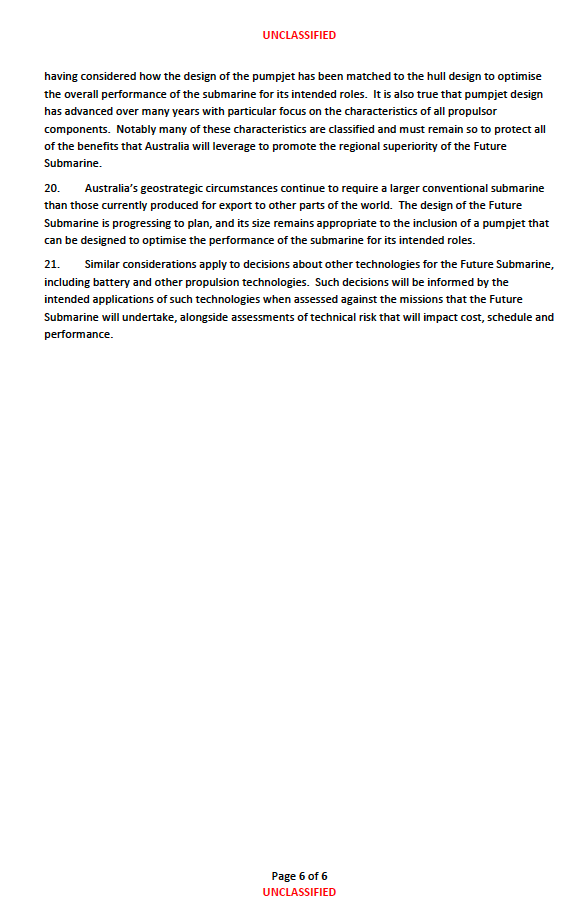 UNCLASSIFIED
having considered how the design of the pumpjet has been matched to the hull design to optimise
the overall performance of the submarine for its intended roles.  It is also true that pumpjet design
has advanced over many years with particular focus on the characteristics of all propulsor
components.  Notably many of these characteristics are classified and must remain so to protect all
of the benefits that Australia will leverage to promote the regional superiority of the Future
Submarine.
20. Australia's geostrategic circumstances continue to require a larger conventional submarine
than those currently produced for export to other parts of the world.  The design of the Future
Submarine is progressing to plan, and its size remains appropriate to the inclusion of a pumpjet that
can be designed to optimise the performance of the submarine for its intended roles.
21. Similar considerations apply to decisions about other technologies for the Future Submarine,
including battery and other propulsion technologies.  Such decisions will be informed by the
intended applications of such technologies when assessed against the missions that the Future
Submarine will undertake, alongside assessments of technical risk that will impact cost, schedule and
performance.
Page 6 of 6
UNCLASSIFIED